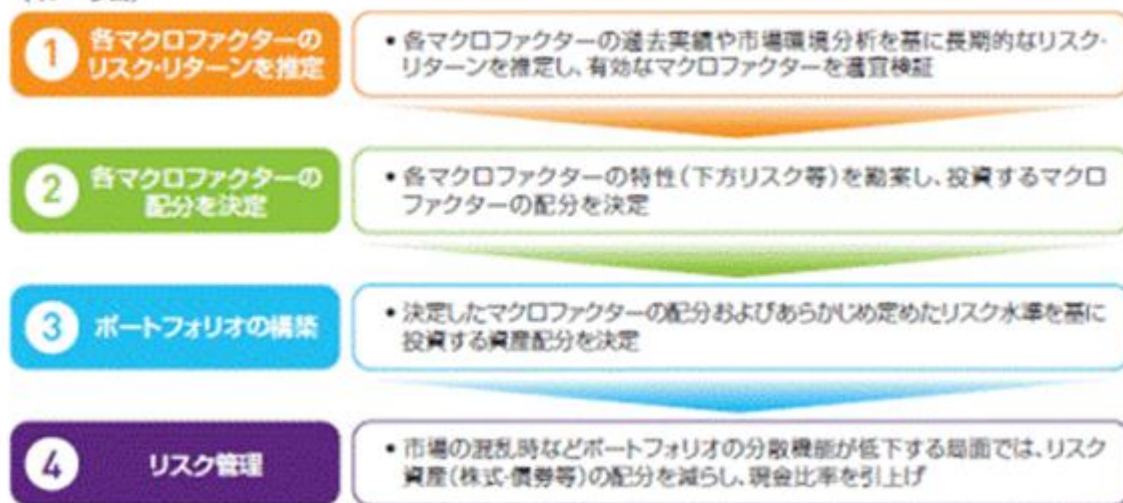 1
各マクロファクターの
リスク・リターンを推定
• 各マクロファクターの過去実績や市場環境分析を基に長期的なリスク・
リターンを推定し、有効なマクロファクターを適宜検証
2
各マクロファクターの
配分を決定
• 各マクロファクターの特性(下方リスク等)を勘案し、投資するマクロ
ファクターの配分を決定
3
ポートフォリオの構築
• 決定したマクロファクターの配分およびあらかじめ定めたリスク水準を基に
投資する資産配分を決定
4
リスク管理
• 市場の混乱時などポートフォリオの分散機能が低下する局面では、リスク
資産(株式・債券等)の配分を減らし、現金比率を引上げ